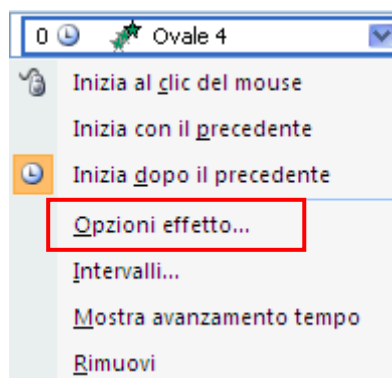 0 Ovale 4
Inizia al clic del mouse
Inizia con il precedente
Inizia dopo il precedente
Opzioni effetto...
Intervalli...
Mostra avanzamento tempo
Rimuovi